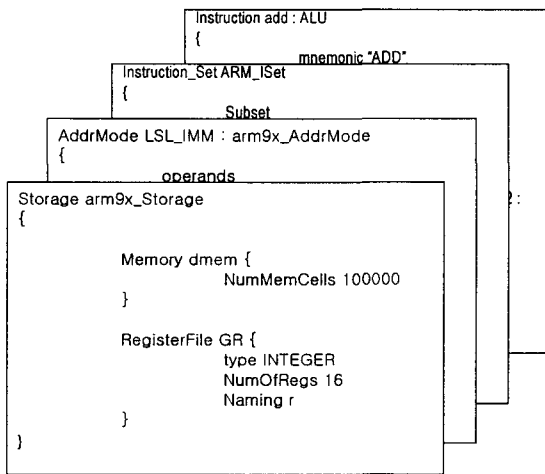 Instruction add : ALU
{
mnemonic "ADD"
Instruction_Set ARM_ISet
{
Subset
AddrMode LSL_IMM : arm9x_AddrMode
{
operands
Storage arm9x_Storage
{
Memory dmem {
NumMemCells 100000
}
RegisterFile GR {
type INTEGER
NumOfRegs 16
Naming r
}
}